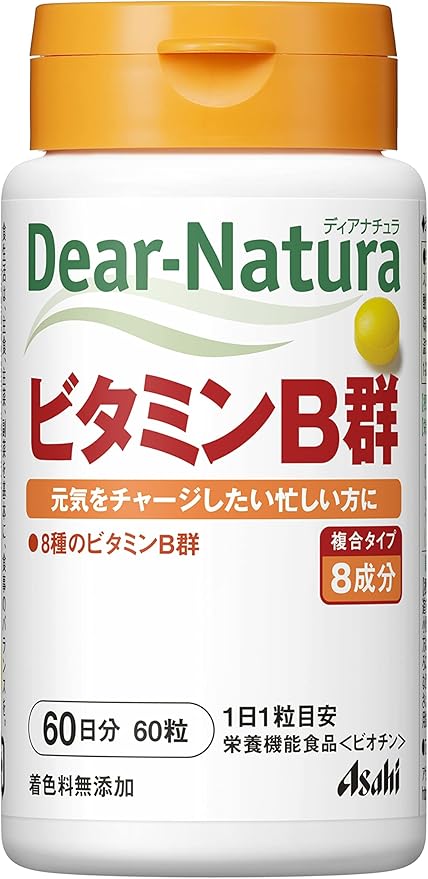 ディアナチュラ
Dear-Natura
ビタミンB群
元気をチャージしたい忙しい方に
●8種のビタミンB群
複合タイプ
8成分
60日分 60粒
1日1粒目安
栄養機能食品<ビオチン>
着色料無添加
Asahi